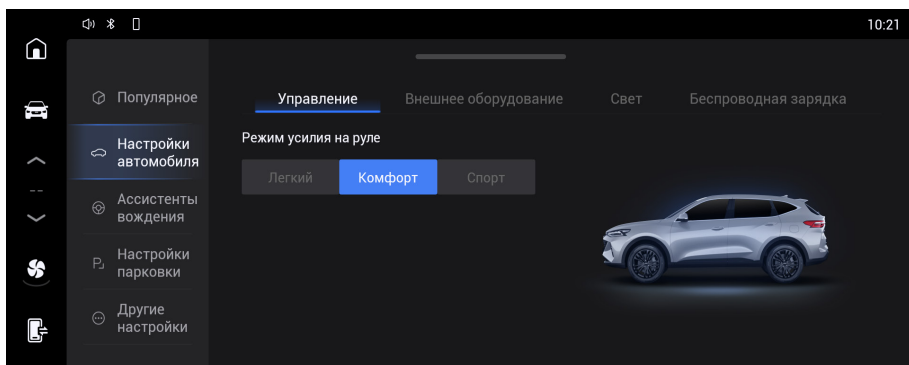 10:21
Популярное
Настройки
автомобиля
Ассистенты
вождения
Настройки
парковки
Другие
настройки
Управление Внешнее оборудование Свет Беспроводная зарядка
Режим усилия на руле
Легкий Комфорт Спорт
--